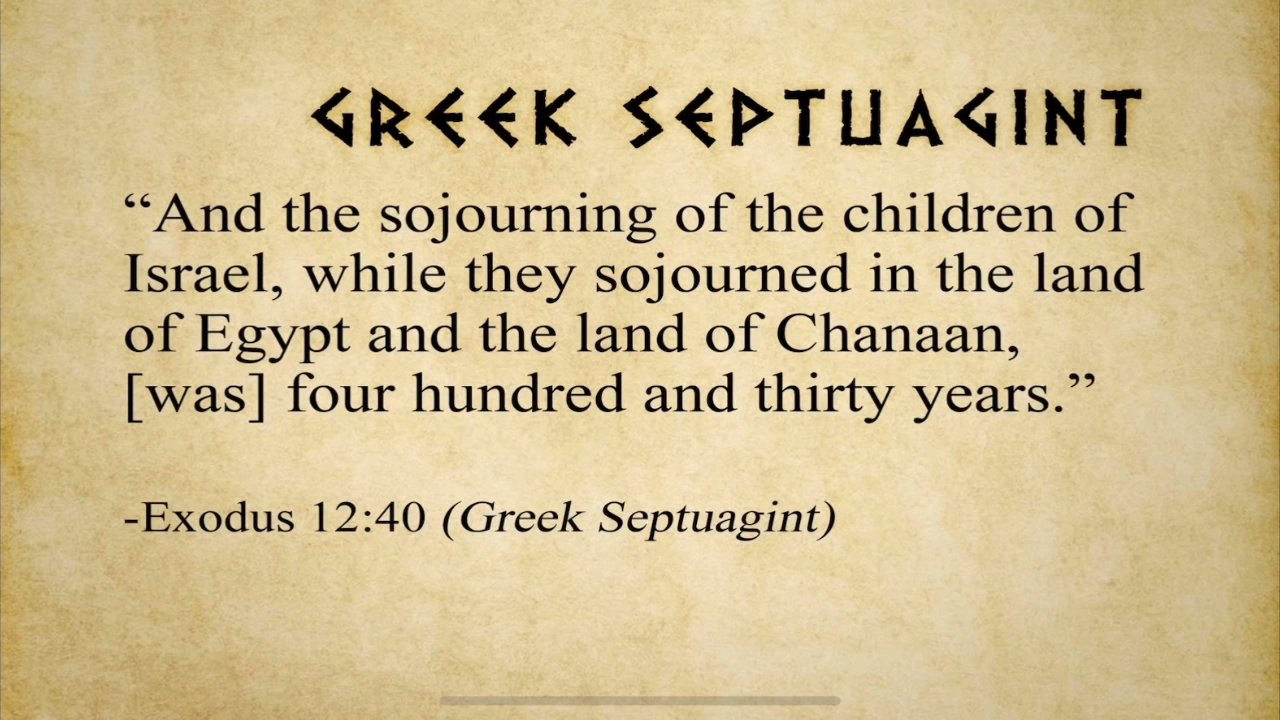 GREEK SEPTUAGINT
“And the sojourning of the children of
Israel, while they sojourned in the land
of Egypt and the land of Chanaan,
[was] four hundred and thirty years.”
-Exodus 12:40 (Greek Septuagint)